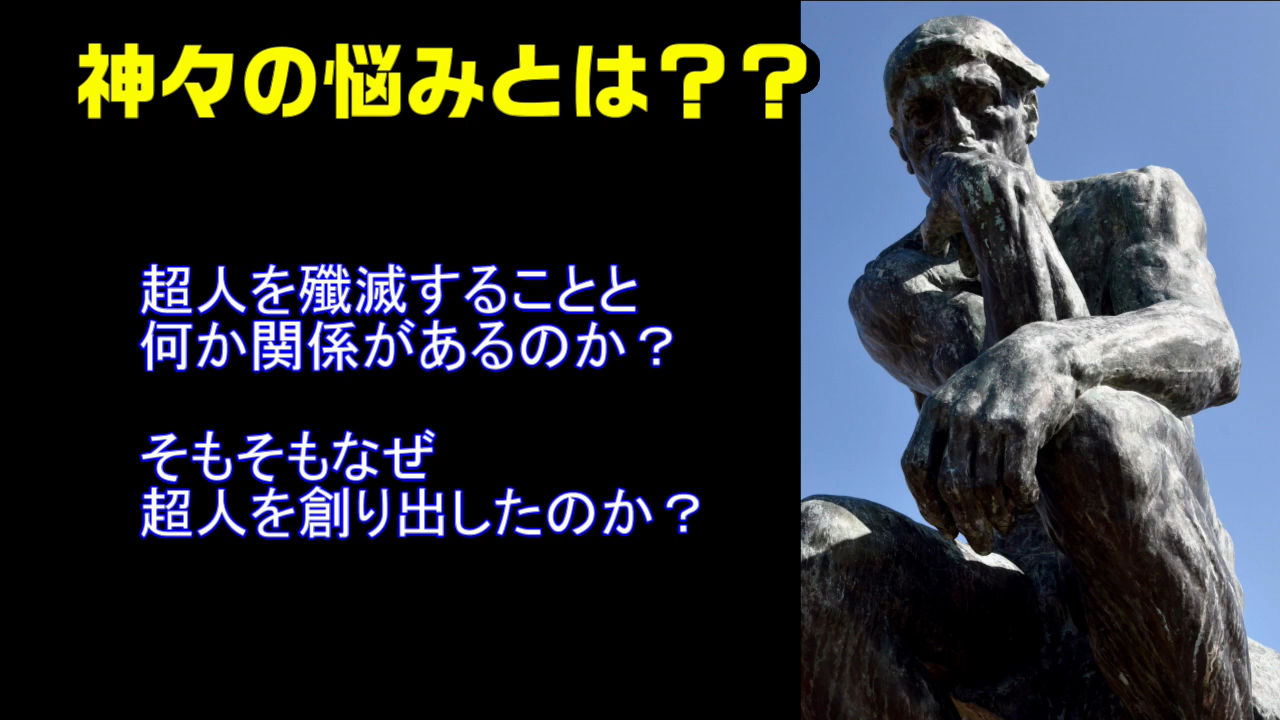 神々の悩みとは？？
超人を殲滅することと
何か関係があるのか？
そもそもなぜ
超人を創り出したのか？